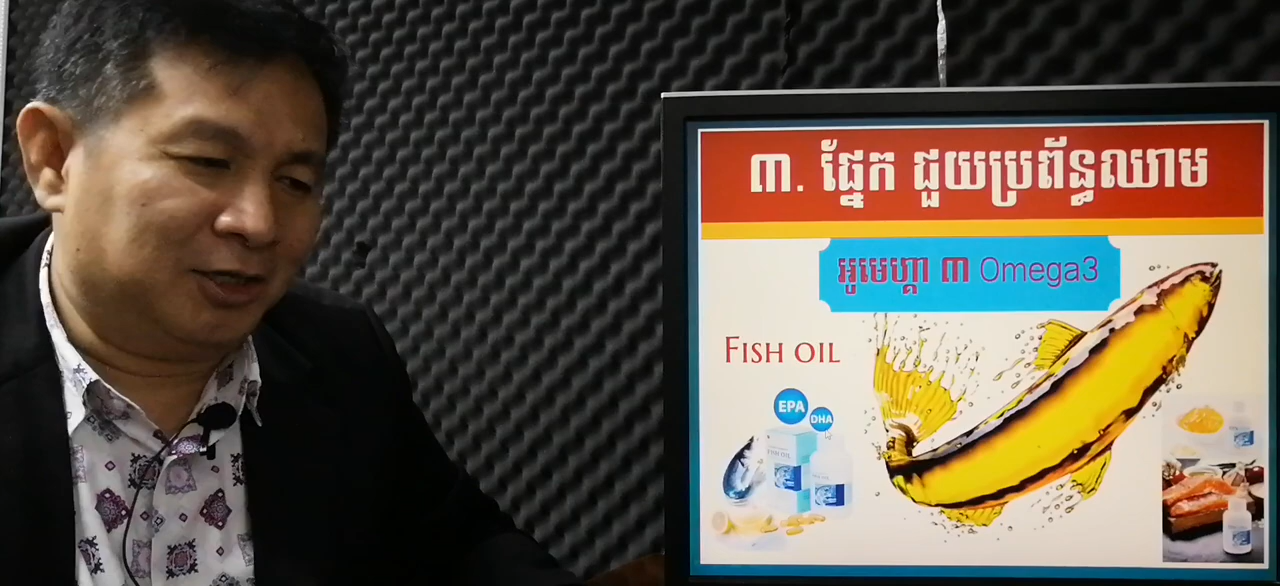 ៣. ផ្នែក ជួយប្រព័ន្ធឈាម
អូមេហ្គា ៣ Omega3
FISH OIL
EPA
DHA
FISH OIL